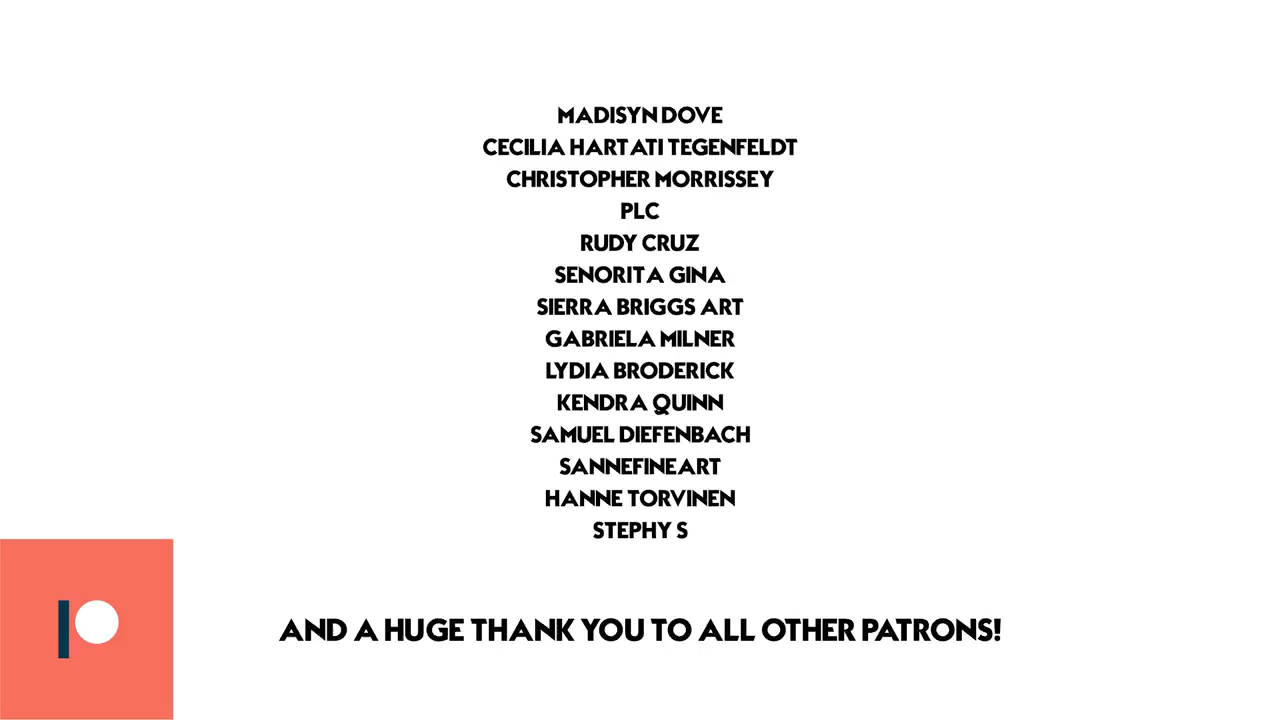 MADISYN DOVE
CECILIA HARTATI TEGENFELDT
CHRISTOPHER MORRISSEY
PLC
RUDY CRUZ
SENORITA GINA
SIERRA BRIGGS ART
GABRIELA MILNER
LYDIA BRODERICK
KENDRA QUINN
SAMUEL DIEFENBACH
SANNEFINEART
HANNE TORVINEN
STEPHY S
AND A HUGE THANK YOU TO ALL OTHER PATRONS!